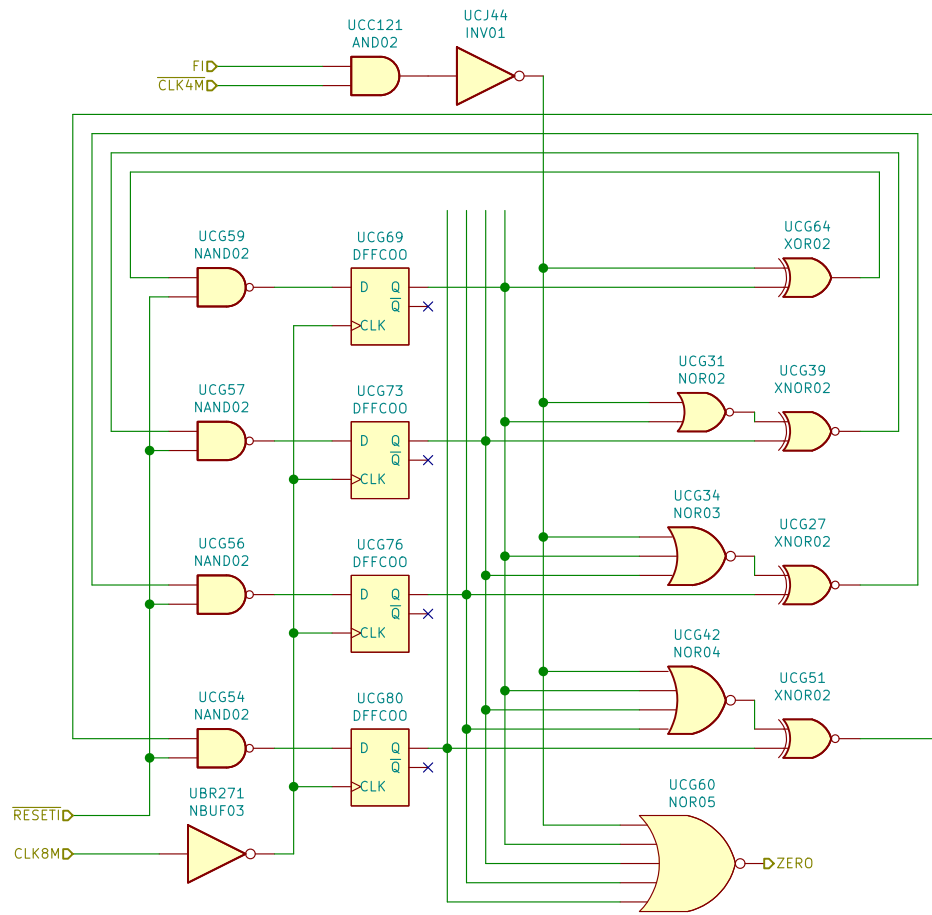 UCJ44
INV01
UCC121
AND02
FI
CLK4M
UCG59
NAND02
UCG69
DFFCOO
D
Q
Q
CLK
UCG64
XOR02
UCG57
NAND02
UCG73
DFFCOO
D
Q
Q
CLK
UCG31
NOR02
UCG39
XNOR02
UCG56
NAND02
UCG76
DFFCOO
D
Q
Q
CLK
UCG34
NOR03
UCG27
XNOR02
UCG54
NAND02
UCG80
DFFCOO
D
Q
Q
CLK
UCG42
NOR04
UCG51
XNOR02
RESETI
UBR271
NBUF03
CLK8M
UCG60
NOR05
ZERO